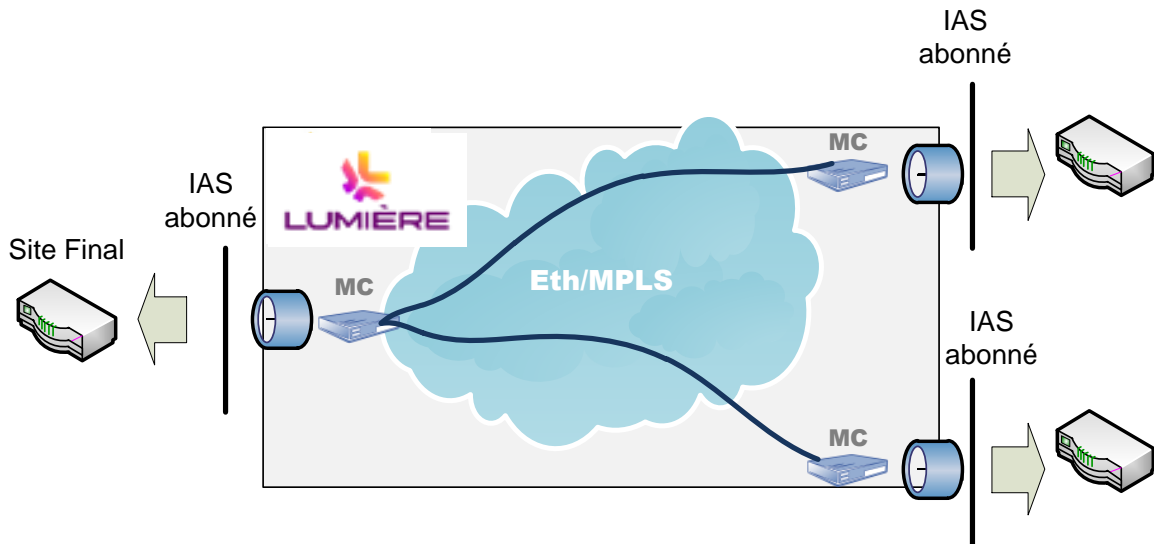 IAS
abonné
MC
IAS
abonné
LUMIÈRE
Site Final
MC
Eth/MPLS
IAS
abonné
MC